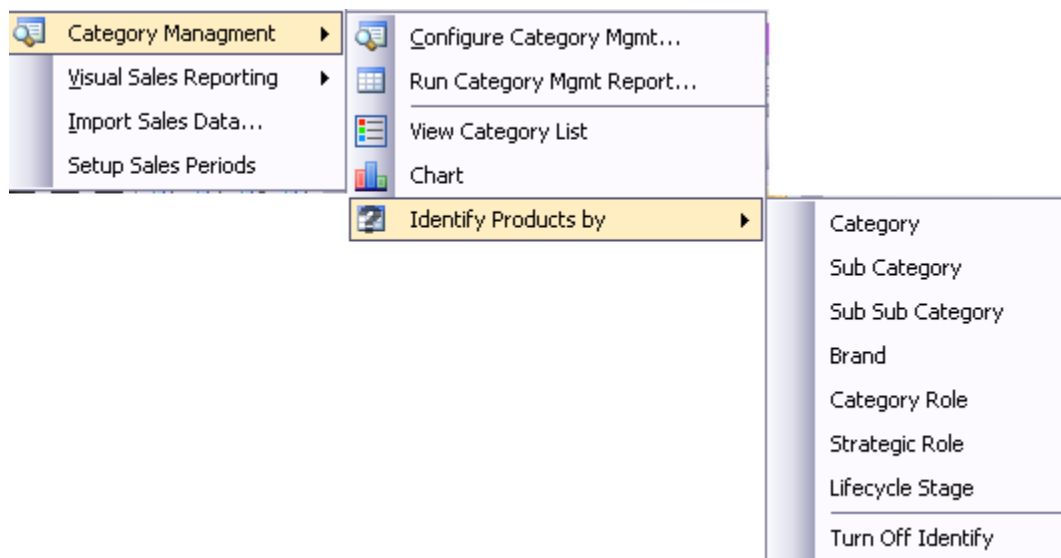 Category Managment
Visual Sales Reporting
Import Sales Data...
Setup Sales Periods
Configure Category Mgmt...
Run Category Mgmt Report...
View Category List
Chart
Identify Products by
Category
Sub Category
Sub Sub Category
Brand
Category Role
Strategic Role
Lifecycle Stage
Turn Off Identify